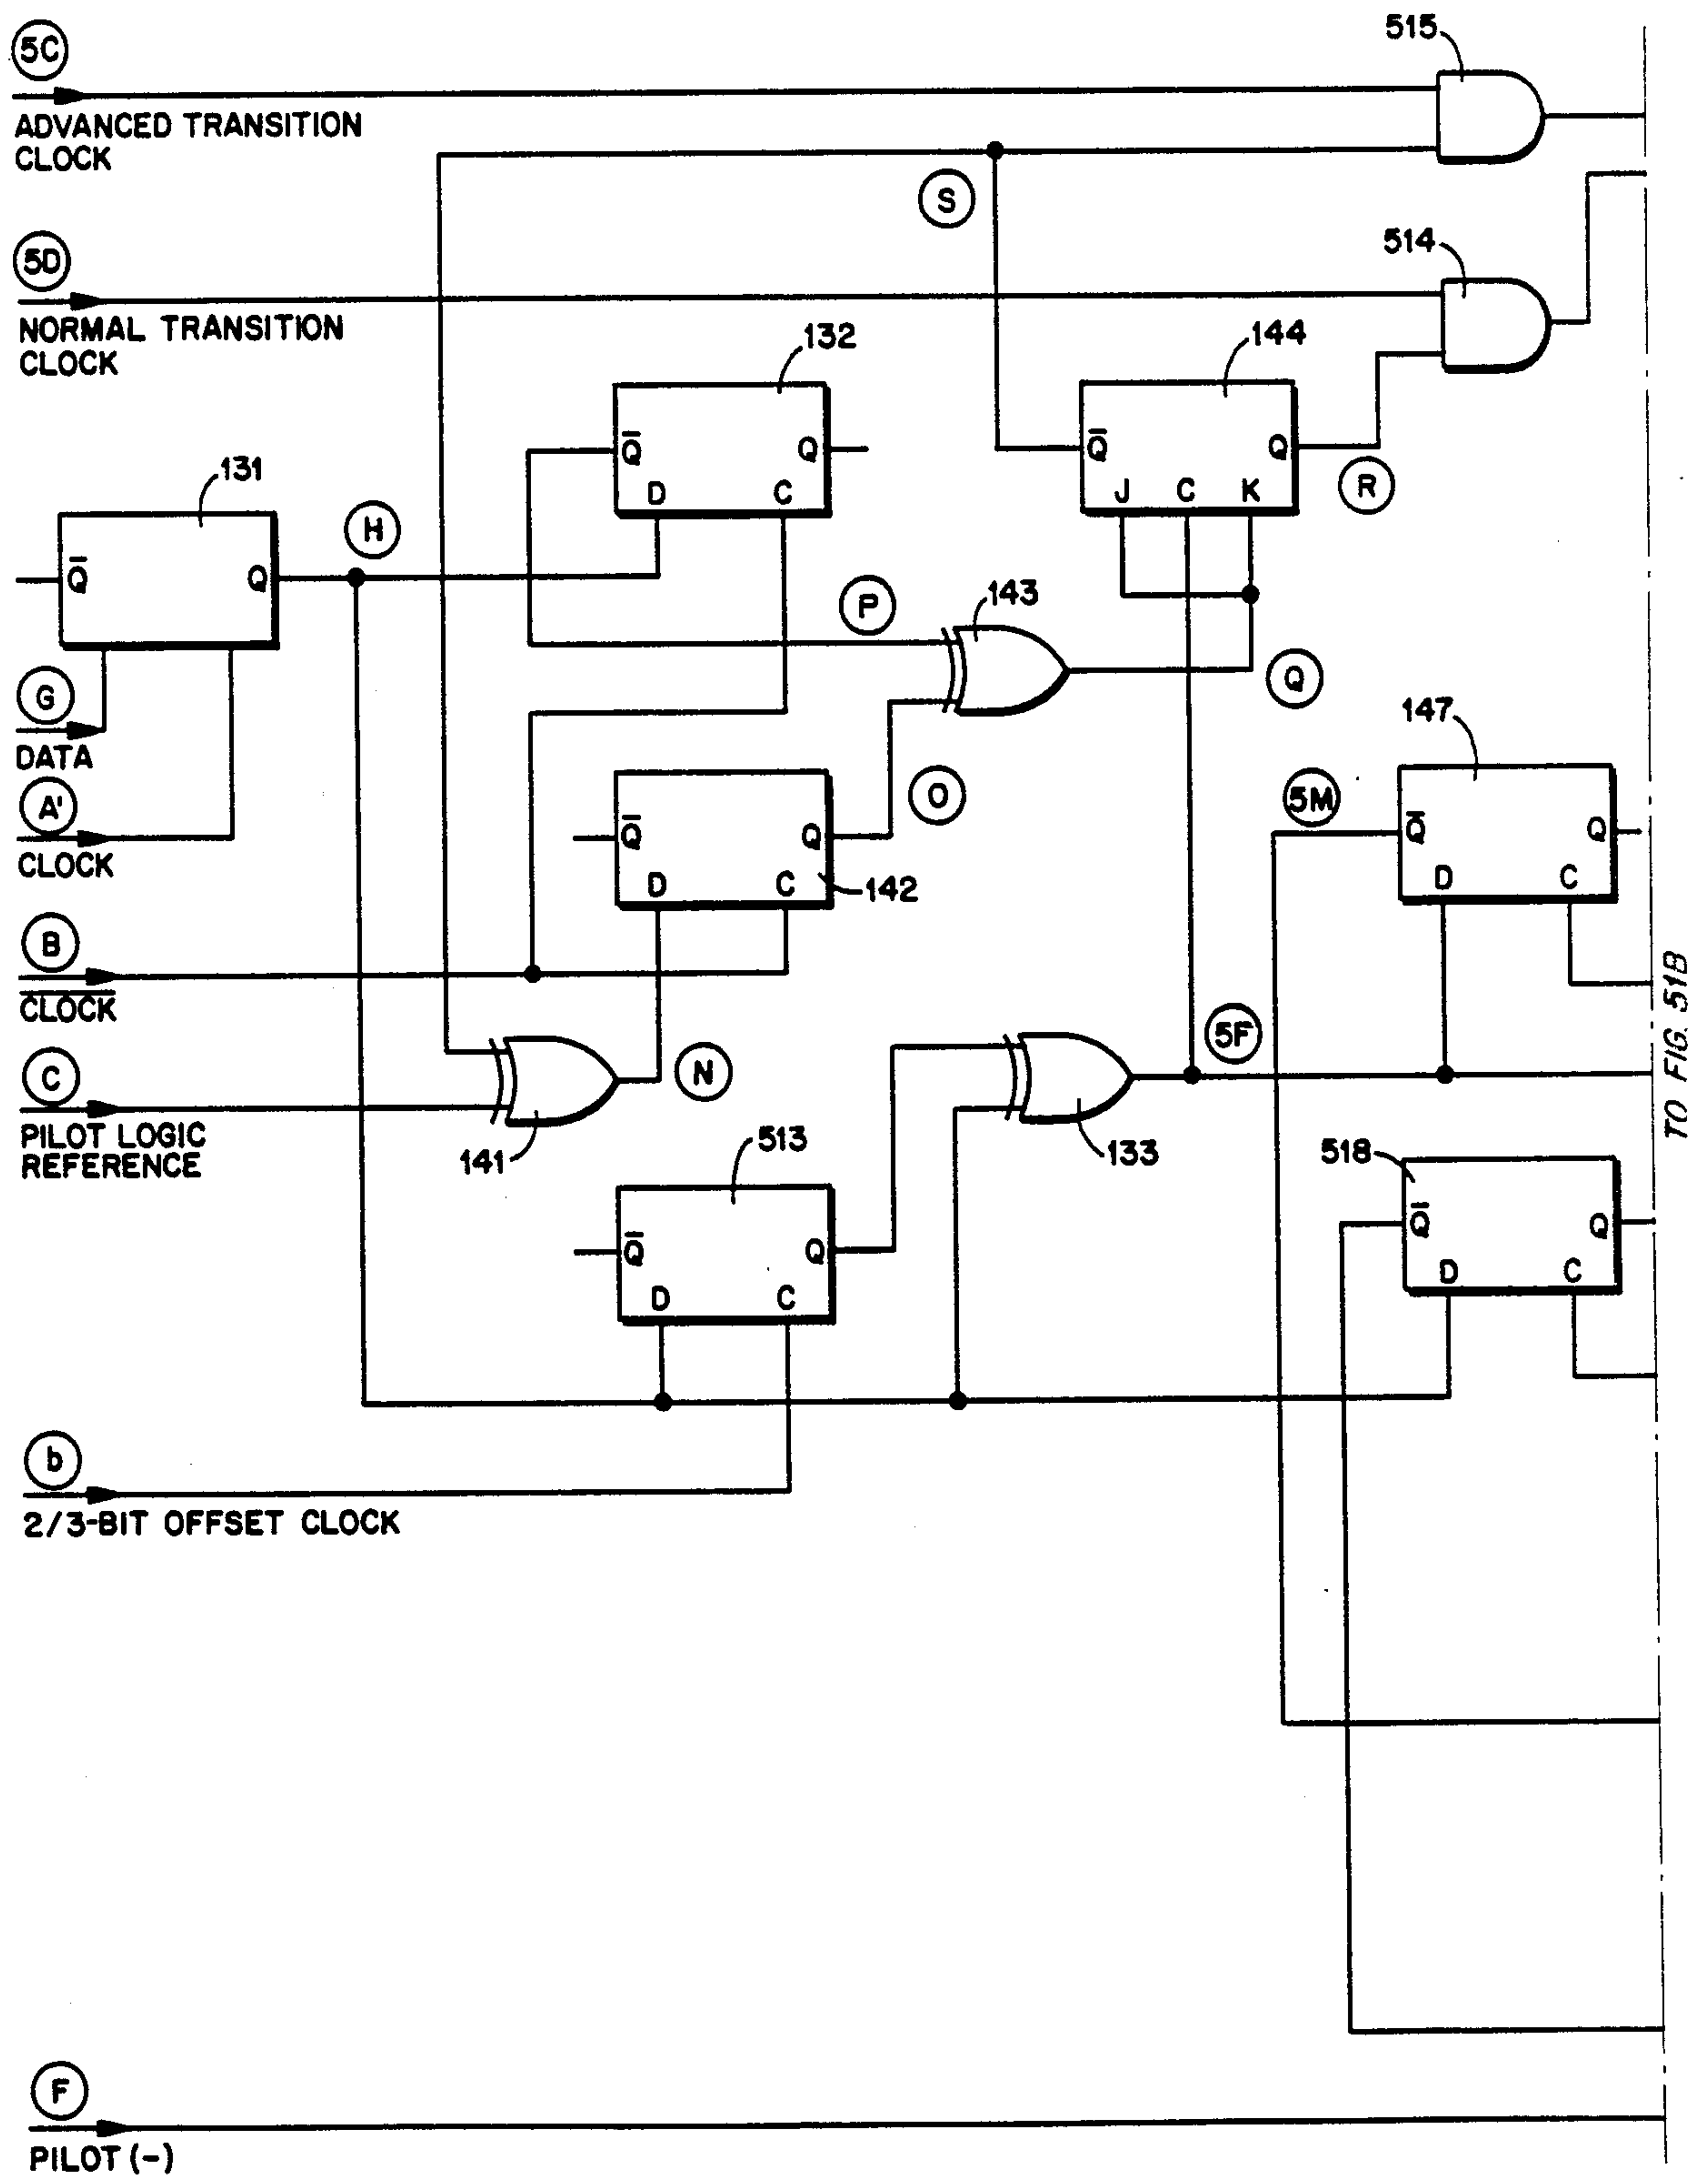 5C
515
ADVANCED TRANSITION
CLOCK
S
5D
514
NORMAL TRANSITION
CLOCK
132
144
Q̅ Q
D C
Q̅ Q
J C K
R
131
H
Q̅ Q
P
143
Q
G
DATA
147
A'
CLOCK
O
5M
Q̅ Q
D C
142
Q̅ Q
D C
B
C̅L̅O̅C̅K̅
5F
C
PILOT LOGIC
REFERENCE
N
141
133
513
518
Q̅ Q
D C
Q̅ Q
D C
TO FIG. 51B
b
2/3-BIT OFFSET CLOCK
F
PILOT (-)